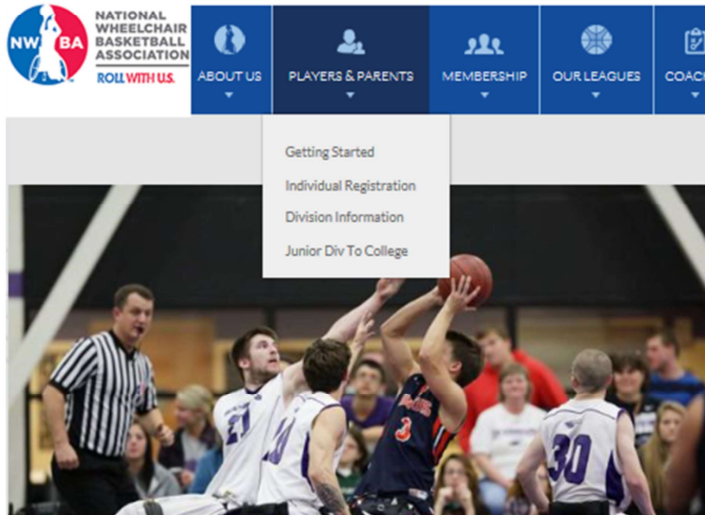 NW BA
NATIONAL
WHEELCHAIR
BASKETBALL
ASSOCIATION
ROLL WITH US.
ABOUT US
PLAYERS & PARENTS
MEMBERSHIP
OUR LEAGUES
COACH
Getting Started
Individual Registration
Division Information
Junior Div To College
21
3
30